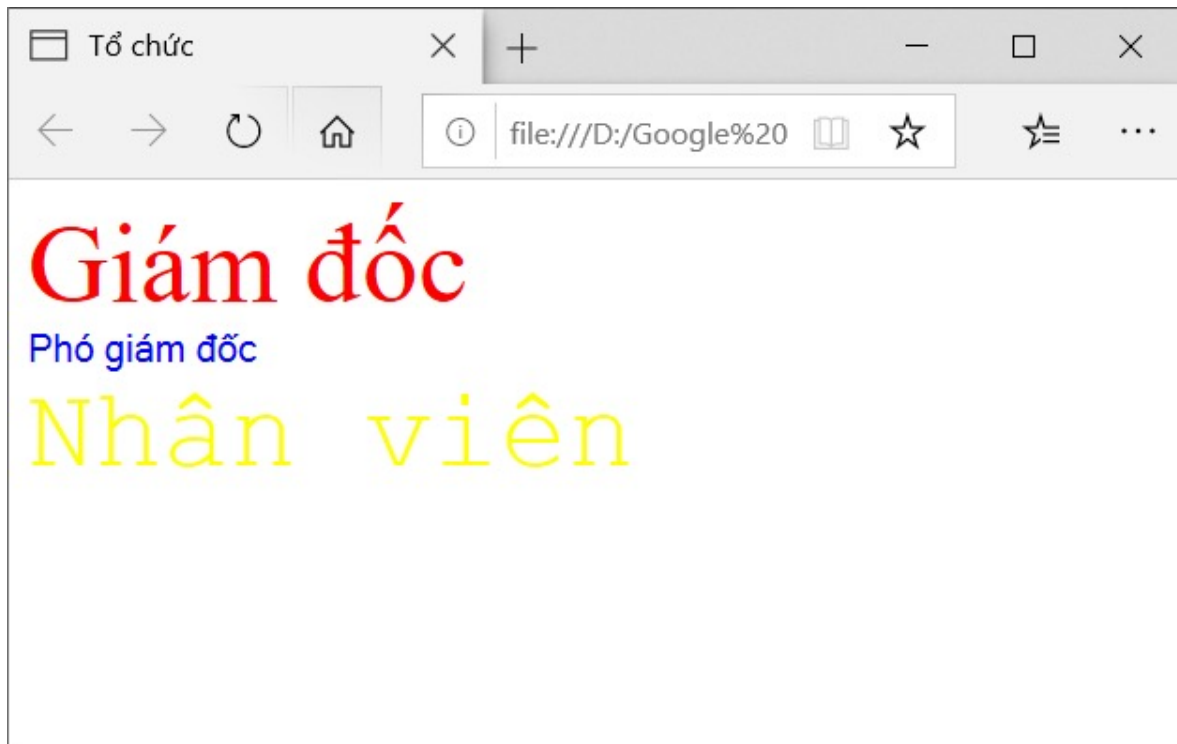 Tổ chức
file:///D:/Google%20
Giám đốc
Phó giám đốc
Nhân viên